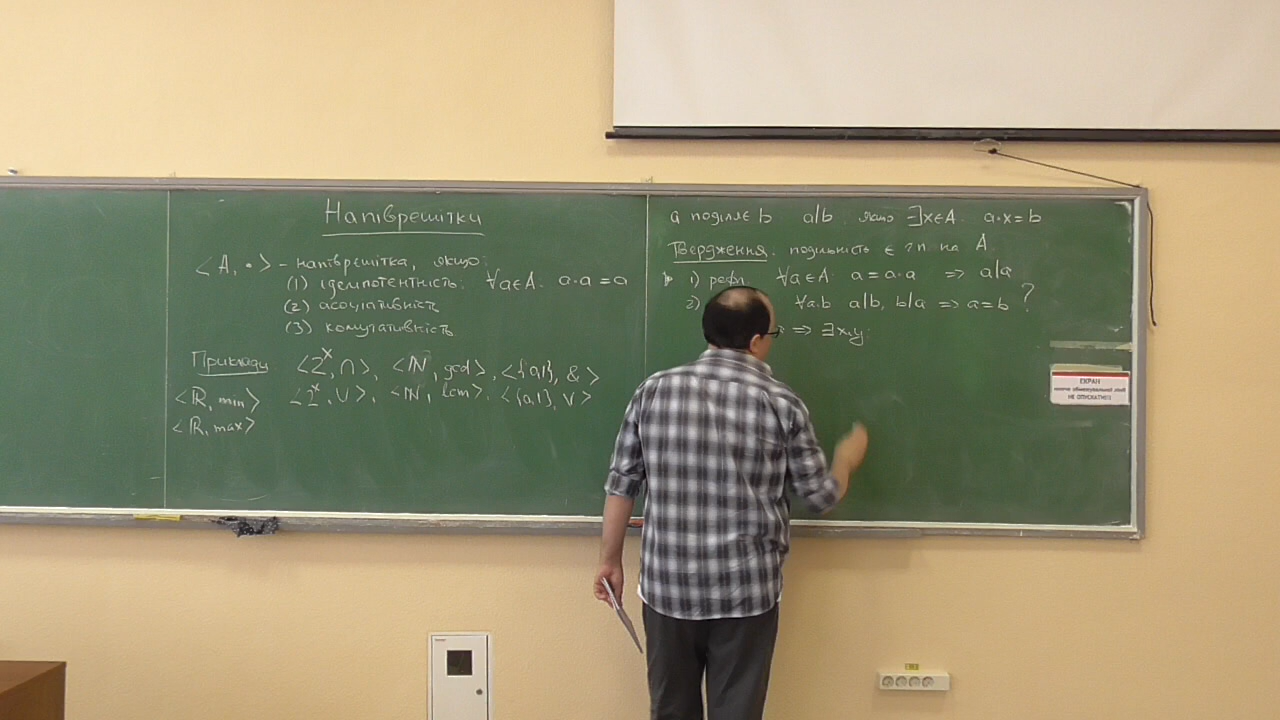 Напіврешітки
<A, •> - напіврешітка, якщо:
(1) ідемпотентність: ∀a∈A. a·a = a
(2) асоціативність
(3) комутативність
Приклади <2^X, ∩>, <ℕ, gcd>, <{0,1}, &>
<ℝ, min> <2^X, ∪>, <ℕ, lcm>, <{0,1}, ∨>
<ℝ, max>
a поділяє b a|b якщо ∃x∈A. a·x = b
Твердження. подільність є на A.
1) рефл. ∀a∈A: a = a·a => a|a
2) ∀a,b a|b, b|a => a=b ?
=> ∃x,y:
ЕКРАН
НЕ ОПУСКАТИ!!!